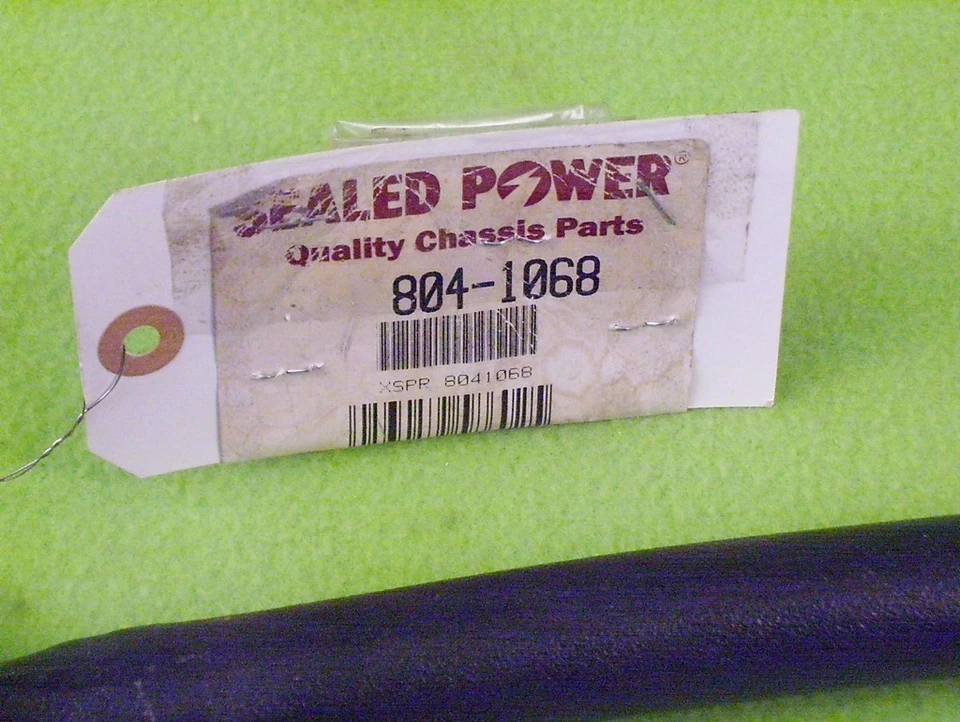 SEALED POWER®
Quality Chassis Parts
804-1068
XSPR 8041068